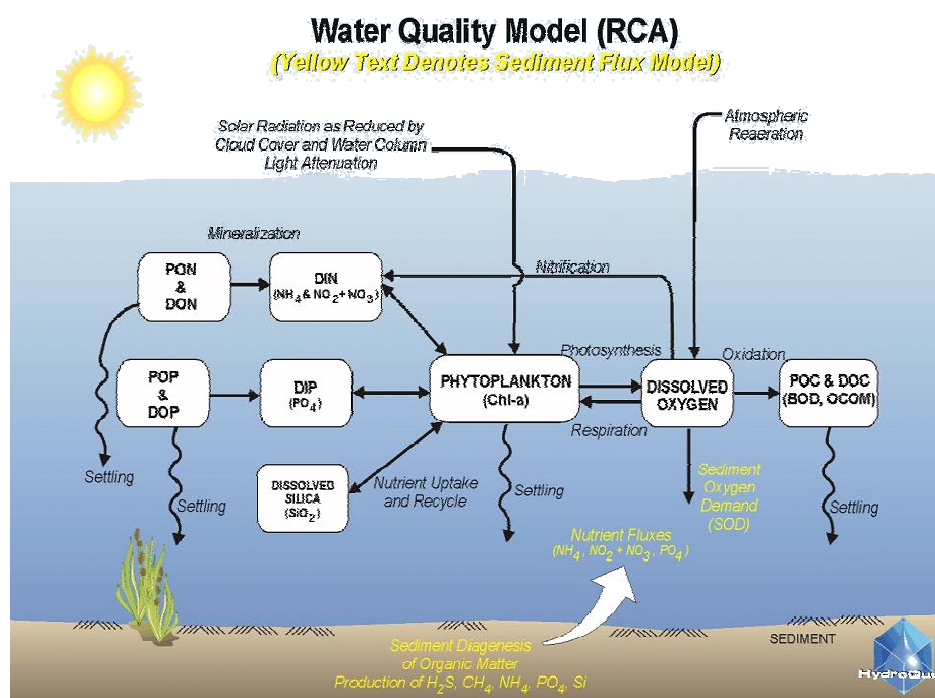 Water Quality Model (RCA)
(Yellow Text Denotes Sediment Flux Model)
Solar Radiation as Reduced by
Cloud Cover and Water Column
Light Attenuation
Atmospheric
Reaeration
Mineralization
PON
&
DON
DIN
(NH4 & NO2 + NO3)
Nitrification
POP
&
DOP
DIP
(PO4)
PHYTOPLANKTON
(Chl-a)
Photosynthesis
Respiration
DISSOLVED
OXYGEN
Oxidation
POC & DOC
(BOD, OCOM)
DISSOLVED
SILICA
(SiO2)
Nutrient Uptake
and Recycle
Settling
Settling
Settling
Settling
Sediment
Oxygen
Demand
(SOD)
Nutrient Fluxes
(NH4, NO2 + NO3, PO4)
Sediment Diagenesis
of Organic Matter
Production of H2S, CH4, NH4, PO4, Si
SEDIMENT